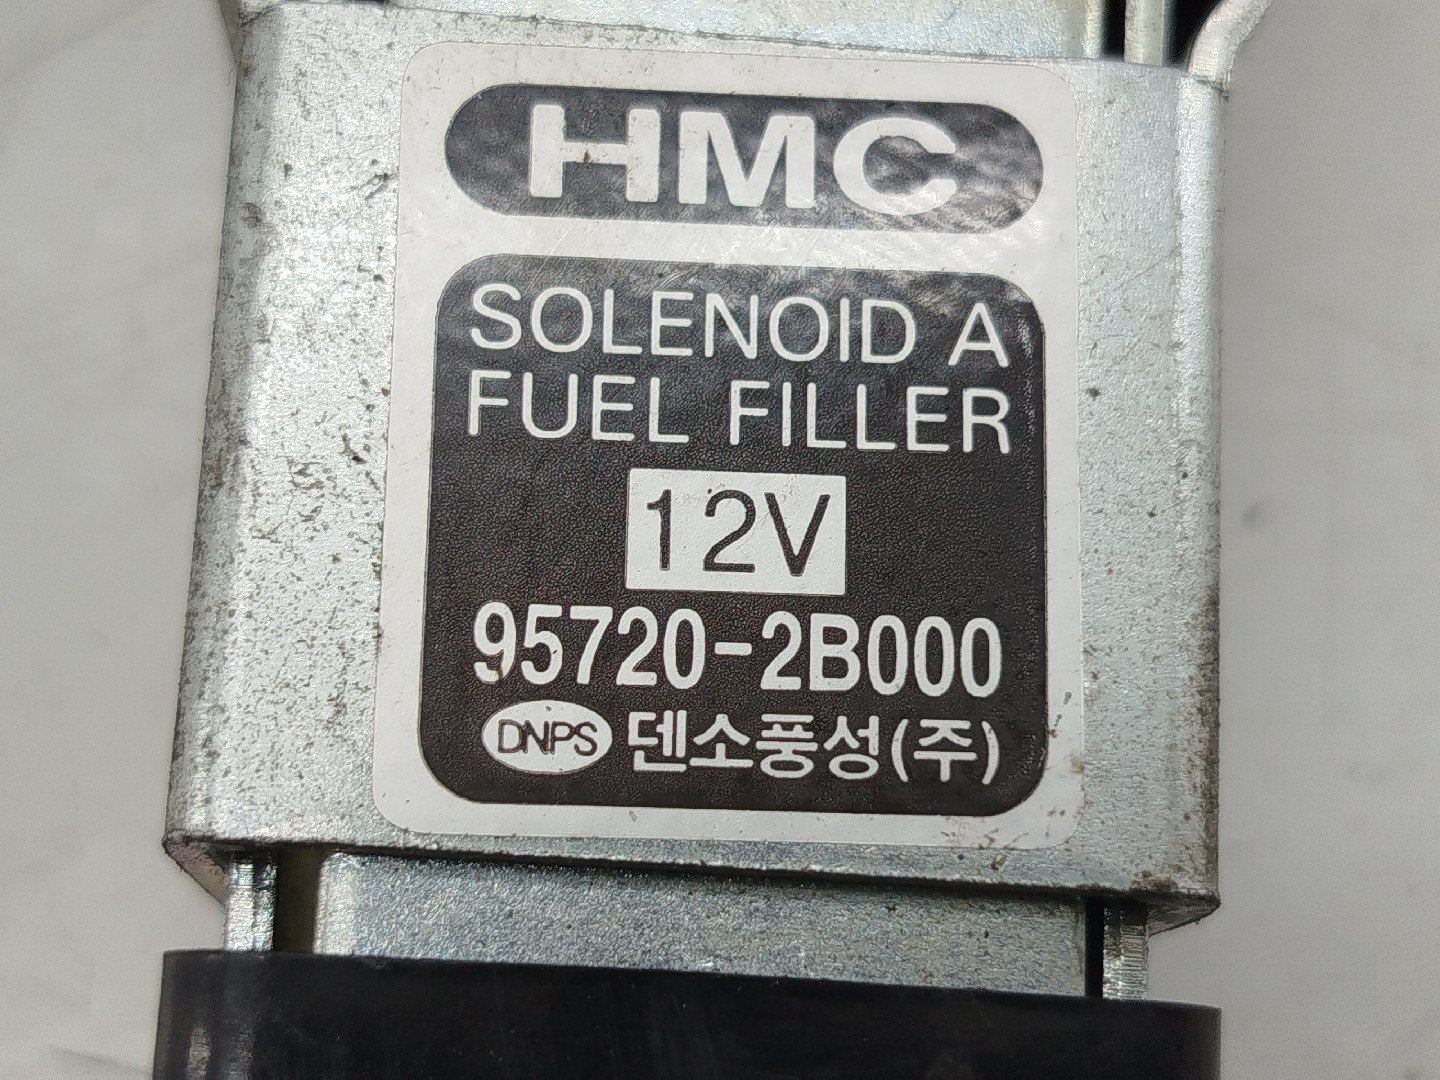 HMC
SOLENOID A
FUEL FILLER
12V
95720-2B000
DNPS 덴소풍성(주)